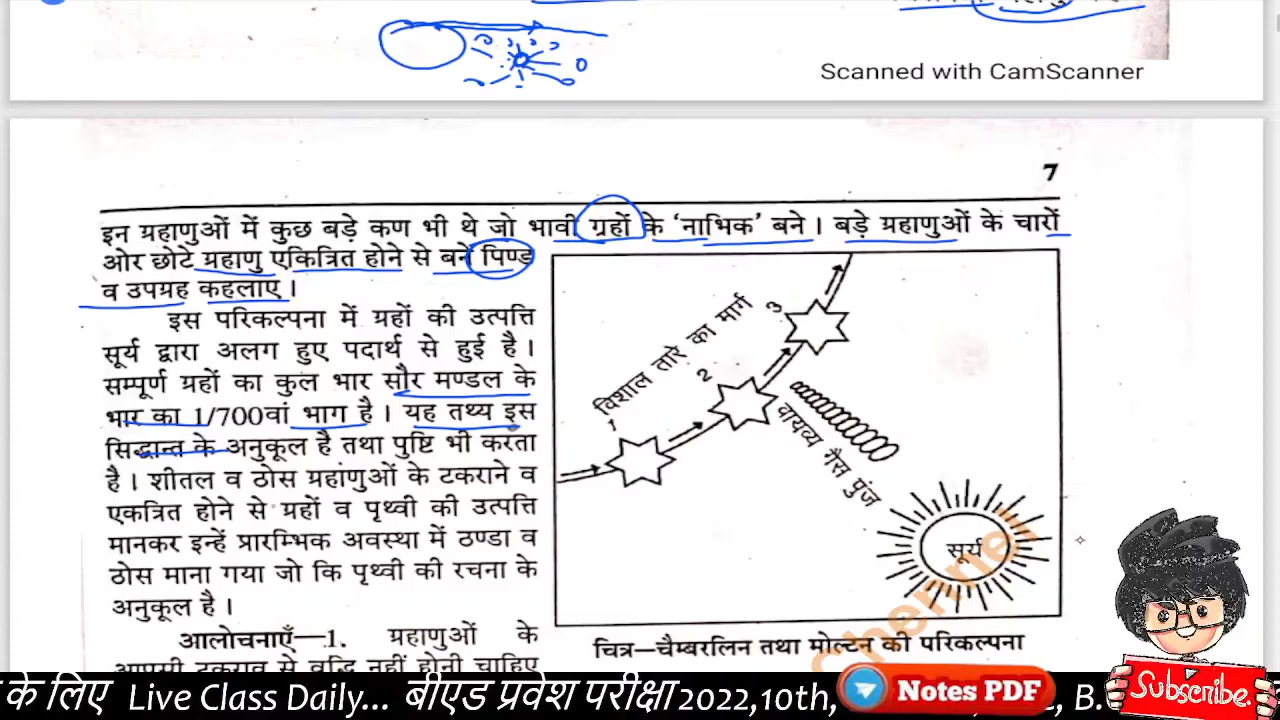 Scanned with CamScanner
7
इन ग्रहाणुओं में कुछ बड़े कण भी थे जो भावी ग्रहों के ‘नाभिक’ बने। बड़े ग्रहाणुओं के चारों
ओर छोटे ग्रहाणु एकित्रित होने से बने पिण्ड
व उपग्रह कहलाए।
इस परिकल्पना में ग्रहों की उत्पत्ति
सूर्य द्वारा अलग हुए पदार्थ से हुई है।
सम्पूर्ण ग्रहों का कुल भार सौर मण्डल के
भार का 1/700वां भाग है। यह तथ्य इस
सिद्धान्त के अनुकूल है तथा पुष्टि भी करता
है। शीतल व ठोस ग्रहांणुओं के टकराने व
एकत्रित होने से ग्रहों व पृथ्वी की उत्पत्ति
मानकर इन्हें प्रारम्भिक अवस्था में ठण्डा व
ठोस माना गया जो कि पृथ्वी की रचना के
अनुकूल है।
आलोचनाएँ—1. ग्रहाणुओं के
आपसी टकराव से वृद्धि नहीं होनी चाहिए
विशाल तारे का मार्ग
1
2
3
वायव्य गैस पुंज
सूर्य
चित्र—चैम्बरलिन तथा मोल्टन की परिकल्पना
के लिए Live Class Daily... बीएड प्रवेश परीक्षा 2022,10th,
Notes PDF
B.
Subscribe.